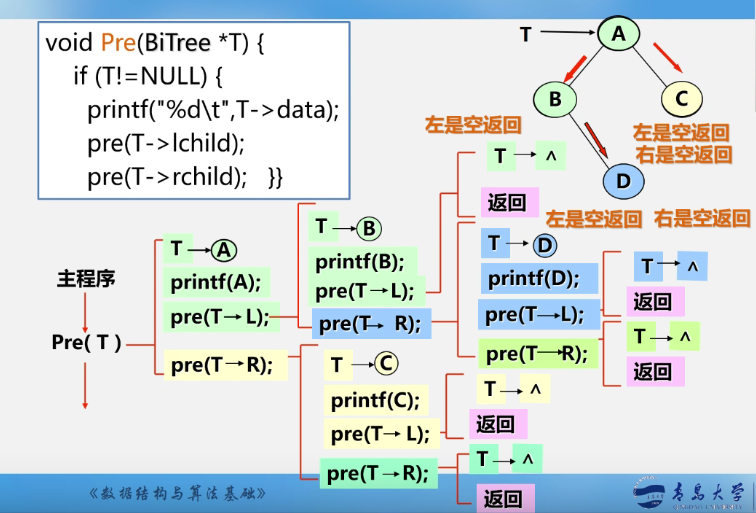 void Pre(BiTree *T) {
if (T!=NULL) {
printf("%d\t",T->data);
pre(T->lchild);
pre(T->rchild); }}
T
A
B
C
D
左是空返回
左是空返回
右是空返回
左是空返回 右是空返回
主程序
Pre( T )
T→A
printf(A);
pre(T→L);
pre(T→R);
T→B
printf(B);
pre(T→L);
pre(T→ R);
T→∧
返回
T→D
printf(D);
pre(T→L);
pre(T→R);
T→∧
返回
T→∧
返回
T→C
printf(C);
pre(T→ L);
pre(T→R);
T→∧
返回
T→∧
返回
《数据结构与算法基础》
青岛大学
QINGDAO UNIVERSITY